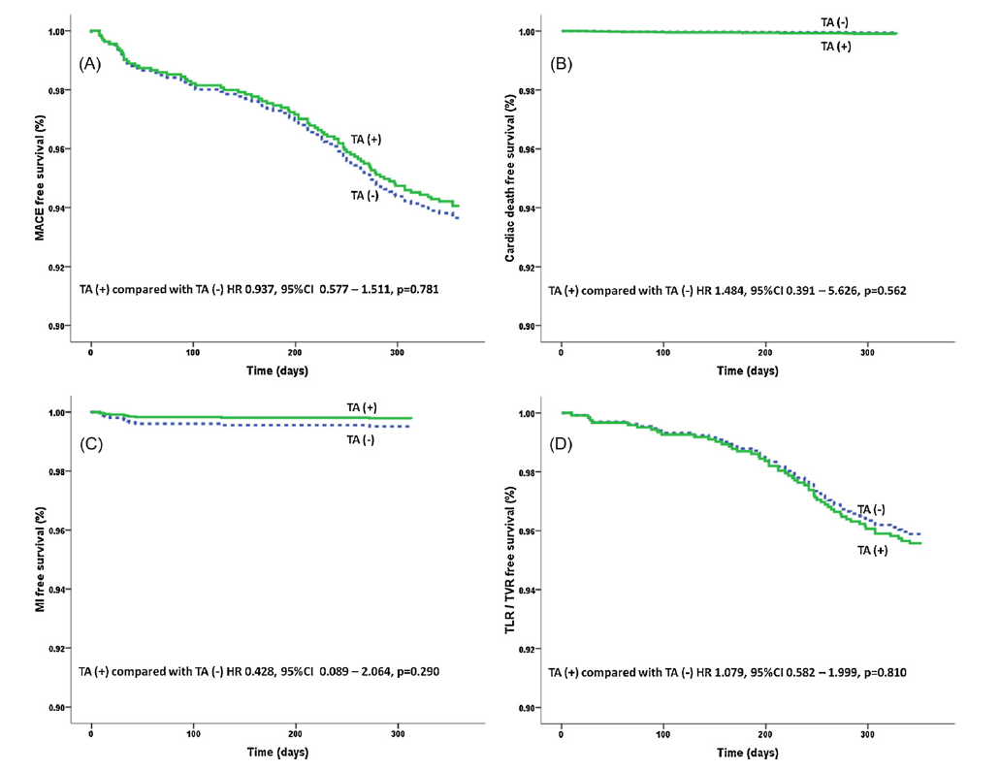 (A)
MACE free survival (%)
1.00
0.98
0.96
0.94
0.92
0.90
TA (+)
TA (-)
TA (+) compared with TA (-) HR 0.937, 95%CI 0.577 – 1.511, p=0.781
0 100 200 300
Time (days)
(B)
Cardiac death free survival (%)
1.00
0.98
0.96
0.94
0.92
0.90
TA (-)
TA (+)
TA (+) compared with TA (-) HR 1.484, 95%CI 0.391 – 5.626, p=0.562
0 100 200 300
Time (days)
(C)
MI free survival (%)
1.00
0.98
0.96
0.94
0.92
0.90
TA (+)
TA (-)
TA (+) compared with TA (-) HR 0.428, 95%CI 0.089 – 2.064, p=0.290
0 100 200 300
Time (days)
(D)
TLR / TVR free survival (%)
1.00
0.98
0.96
0.94
0.92
0.90
TA (-)
TA (+)
TA (+) compared with TA (-) HR 1.079, 95%CI 0.582 – 1.999, p=0.810
0 100 200 300
Time (days)